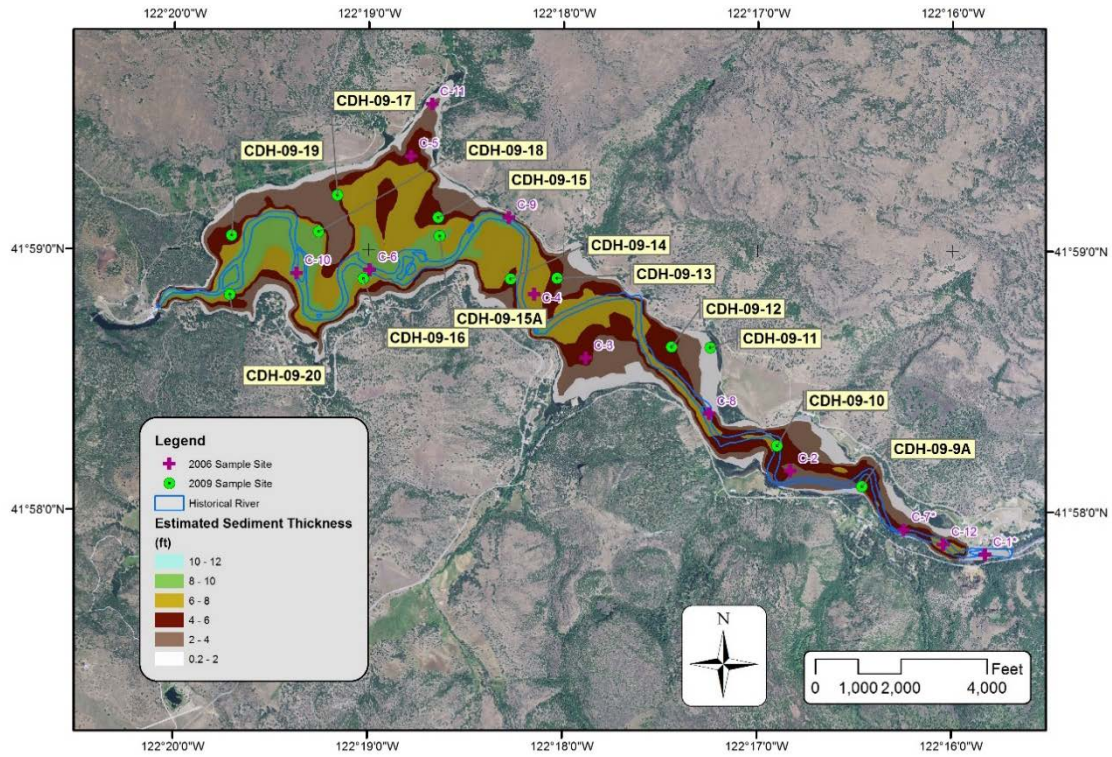 122°20'0"W 122°19'0"W 122°18'0"W 122°17'0"W 122°16'0"W
C-11
CDH-09-17
CDH-09-19
CDH-09-18
C-5
CDH-09-15
C-9
CDH-09-14
41°59'0"N 41°59'0"N
C-6
C-10
CDH-09-13
C-4
CDH-09-12
CDH-09-15A
CDH-09-11
CDH-09-16
C-3
CDH-09-20
CDH-09-10
C-8
CDH-09-9A
C-2
41°58'0"N 41°58'0"N
C-7*
C-12
C-1*
Legend
2006 Sample Site
2009 Sample Site
Historical River
Estimated Sediment Thickness
(ft)
10 - 12
8 - 10
6 - 8
4 - 6
2 - 4
0.2 - 2
N
Feet
0 1,000 2,000 4,000
122°20'0"W 122°19'0"W 122°18'0"W 122°17'0"W 122°16'0"W